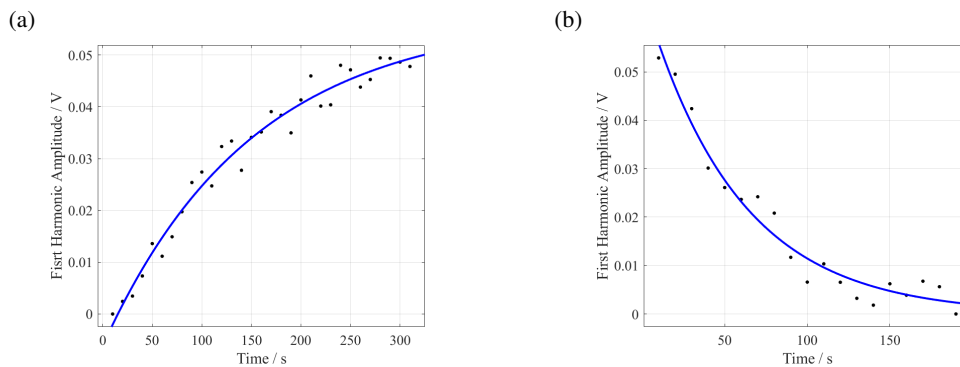 (a)
Fisrt Harmonic Amplitude / V
0.05
0.04
0.03
0.02
0.01
0
0 50 100 150 200 250 300
Time / s
(b)
First Harmonic Amplitude / V
0.05
0.04
0.03
0.02
0.01
0
50 100 150
Time / s